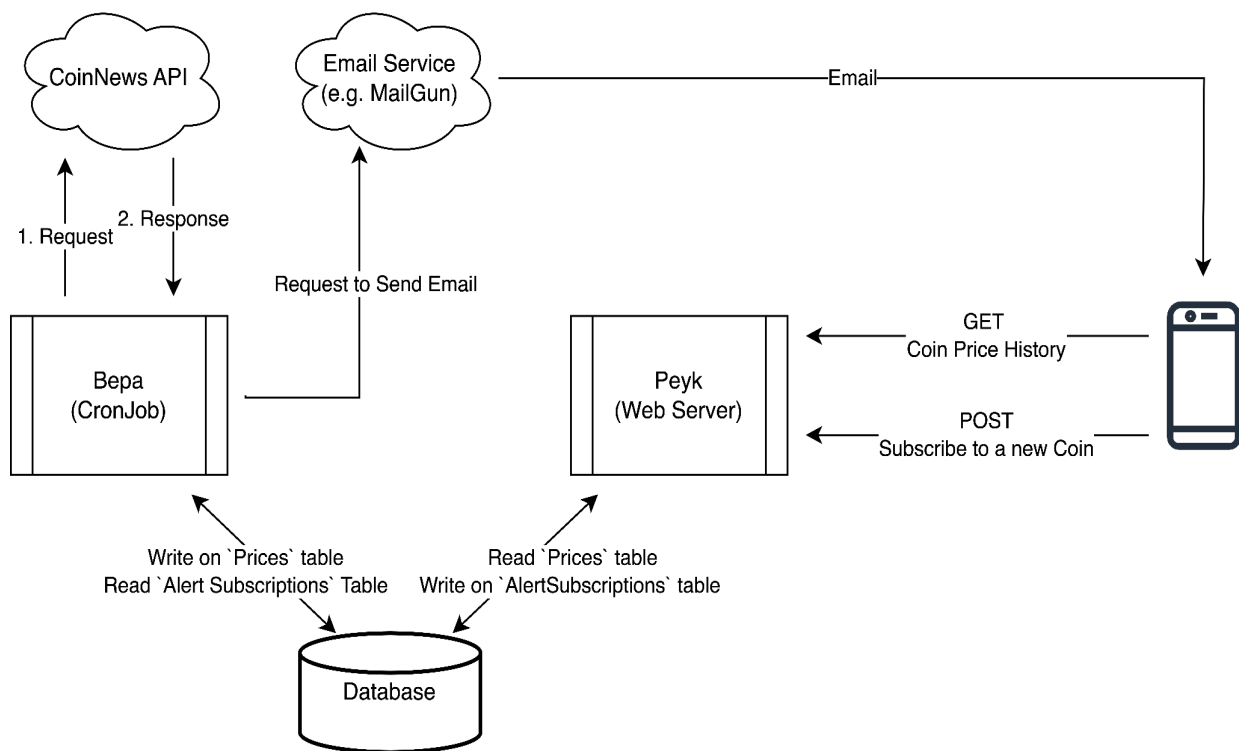 CoinNews API
Email Service
(e.g. MailGun)
Email
1. Request
2. Response
Request to Send Email
Bepa
(CronJob)
Peyk
(Web Server)
GET
Coin Price History
POST
Subscribe to a new Coin
Write on `Prices` table
Read `Alert Subscriptions` Table
Read `Prices` table
Write on `AlertSubscriptions` table
Database